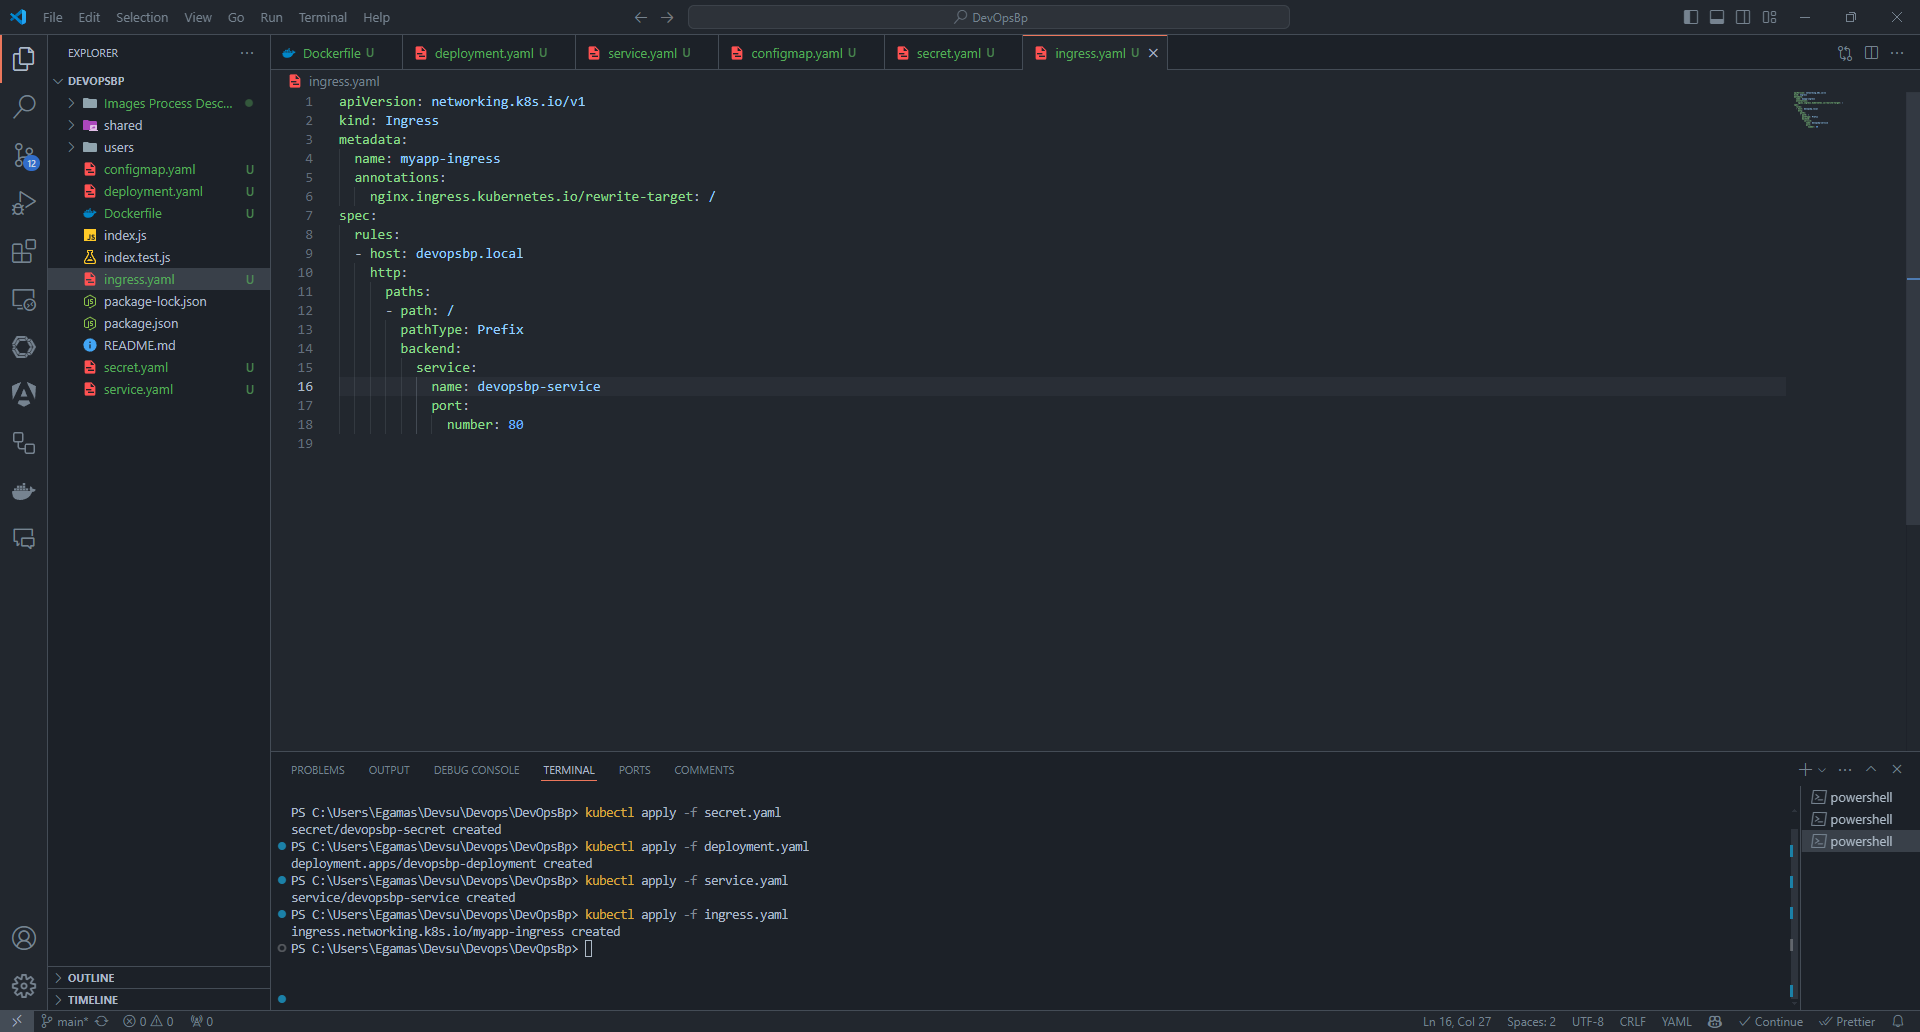 File Edit Selection View Go Run Terminal Help
DevOpsBp
EXPLORER
DEVOPSBP
Images Process Desc...
shared
users
configmap.yaml U
deployment.yaml U
Dockerfile U
index.js
index.test.js
ingress.yaml U
package-lock.json
package.json
README.md
secret.yaml U
service.yaml U
OUTLINE
TIMELINE
12
Dockerfile U
deployment.yaml U
service.yaml U
configmap.yaml U
secret.yaml U
ingress.yaml U
ingress.yaml
1 apiVersion: networking.k8s.io/v1
2 kind: Ingress
3 metadata:
4 name: myapp-ingress
5 annotations:
6 nginx.ingress.kubernetes.io/rewrite-target: /
7 spec:
8 rules:
9 - host: devopsbp.local
10 http:
11 paths:
12 - path: /
13 pathType: Prefix
14 backend:
15 service:
16 name: devopsbp-service
17 port:
18 number: 80
19
PROBLEMS OUTPUT DEBUG CONSOLE TERMINAL PORTS COMMENTS
PS C:\Users\Egamas\Devsu\Devops\DevOpsBp> kubectl apply -f secret.yaml
secret/devopsbp-secret created
PS C:\Users\Egamas\Devsu\Devops\DevOpsBp> kubectl apply -f deployment.yaml
deployment.apps/devopsbp-deployment created
PS C:\Users\Egamas\Devsu\Devops\DevOpsBp> kubectl apply -f service.yaml
service/devopsbp-service created
PS C:\Users\Egamas\Devsu\Devops\DevOpsBp> kubectl apply -f ingress.yaml
ingress.networking.k8s.io/myapp-ingress created
PS C:\Users\Egamas\Devsu\Devops\DevOpsBp>
powershell
powershell
powershell
main* 0 0 0
Ln 16, Col 27 Spaces: 2 UTF-8 CRLF YAML Continue Prettier